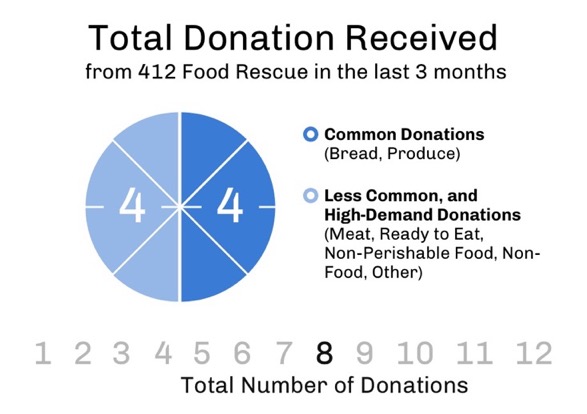 Total Donation Received
from 412 Food Rescue in the last 3 months
4
4
Common Donations
(Bread, Produce)
Less Common, and
High-Demand Donations
(Meat, Ready to Eat,
Non-Perishable Food, Non-
Food, Other)
1 2 3 4 5 6 7 8 9 10 11 12
Total Number of Donations